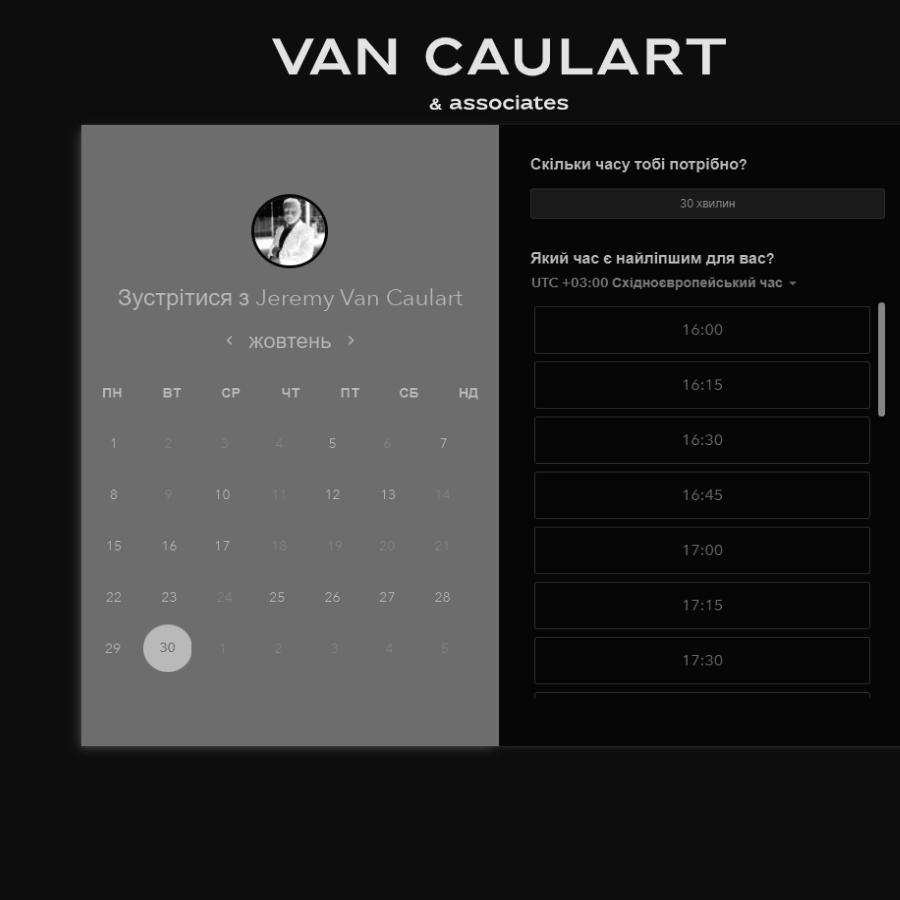 VAN CAULART
& associates
Зустрітися з Jeremy Van Caulart
жовтень
ПН ВТ СР ЧТ ПТ СБ НД
1 2 3 4 5 6 7
8 9 10 11 12 13 14
15 16 17 18 19 20 21
22 23 24 25 26 27 28
29 30 1 2 3 4 5
Скільки часу тобі потрібно?
30 хвилин
Який час є найліпшим для вас?
UTC +03:00 Східноєвропейський час
16:00
16:15
16:30
16:45
17:00
17:15
17:30